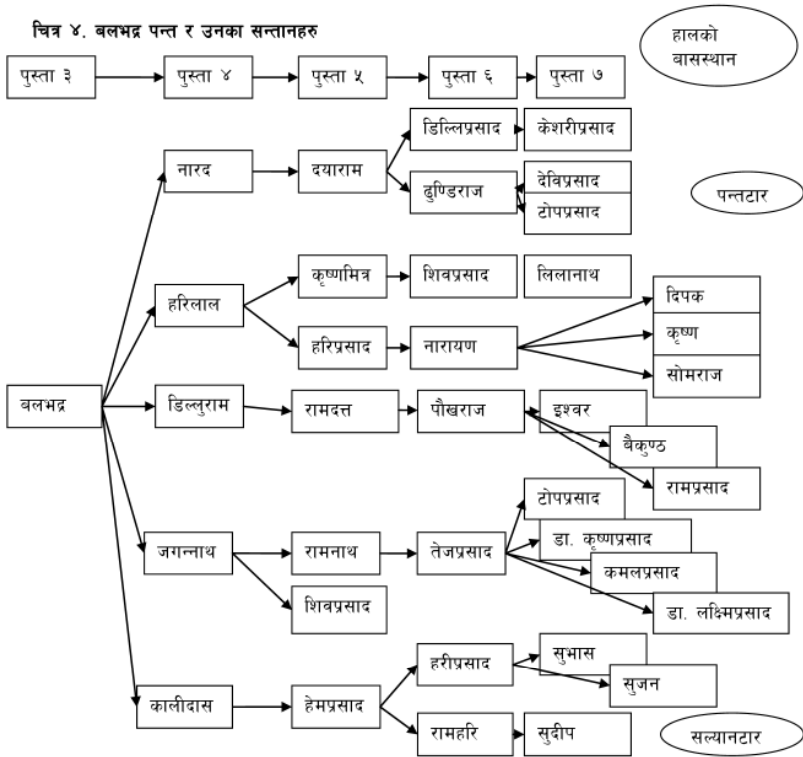 चित्र ४. बलभद्र पन्त र उनका सन्तानहरु
हालको
बासस्थान
पुस्ता ३
पुस्ता ४
पुस्ता ५
पुस्ता ६
पुस्ता ७
डिल्लिप्रसाद
केशरीप्रसाद
नारद
दयाराम
ढुण्डिराज
देविप्रसाद
टोपप्रसाद
पन्तटार
कृष्णमित्र
शिवप्रसाद
लिलानाथ
हरिलाल
दिपक
हरिप्रसाद
नारायण
कृष्ण
सोमराज
बलभद्र
डिल्लुराम
रामदत्त
पौखराज
इश्वर
बैकुण्ठ
रामप्रसाद
टोपप्रसाद
जगन्नाथ
रामनाथ
तेजप्रसाद
डा. कृष्णप्रसाद
कमलप्रसाद
शिवप्रसाद
डा. लक्ष्मिप्रसाद
हरीप्रसाद
सुभास
सुजन
कालीदास
हेमप्रसाद
रामहरि
सुदीप
सल्यानटार